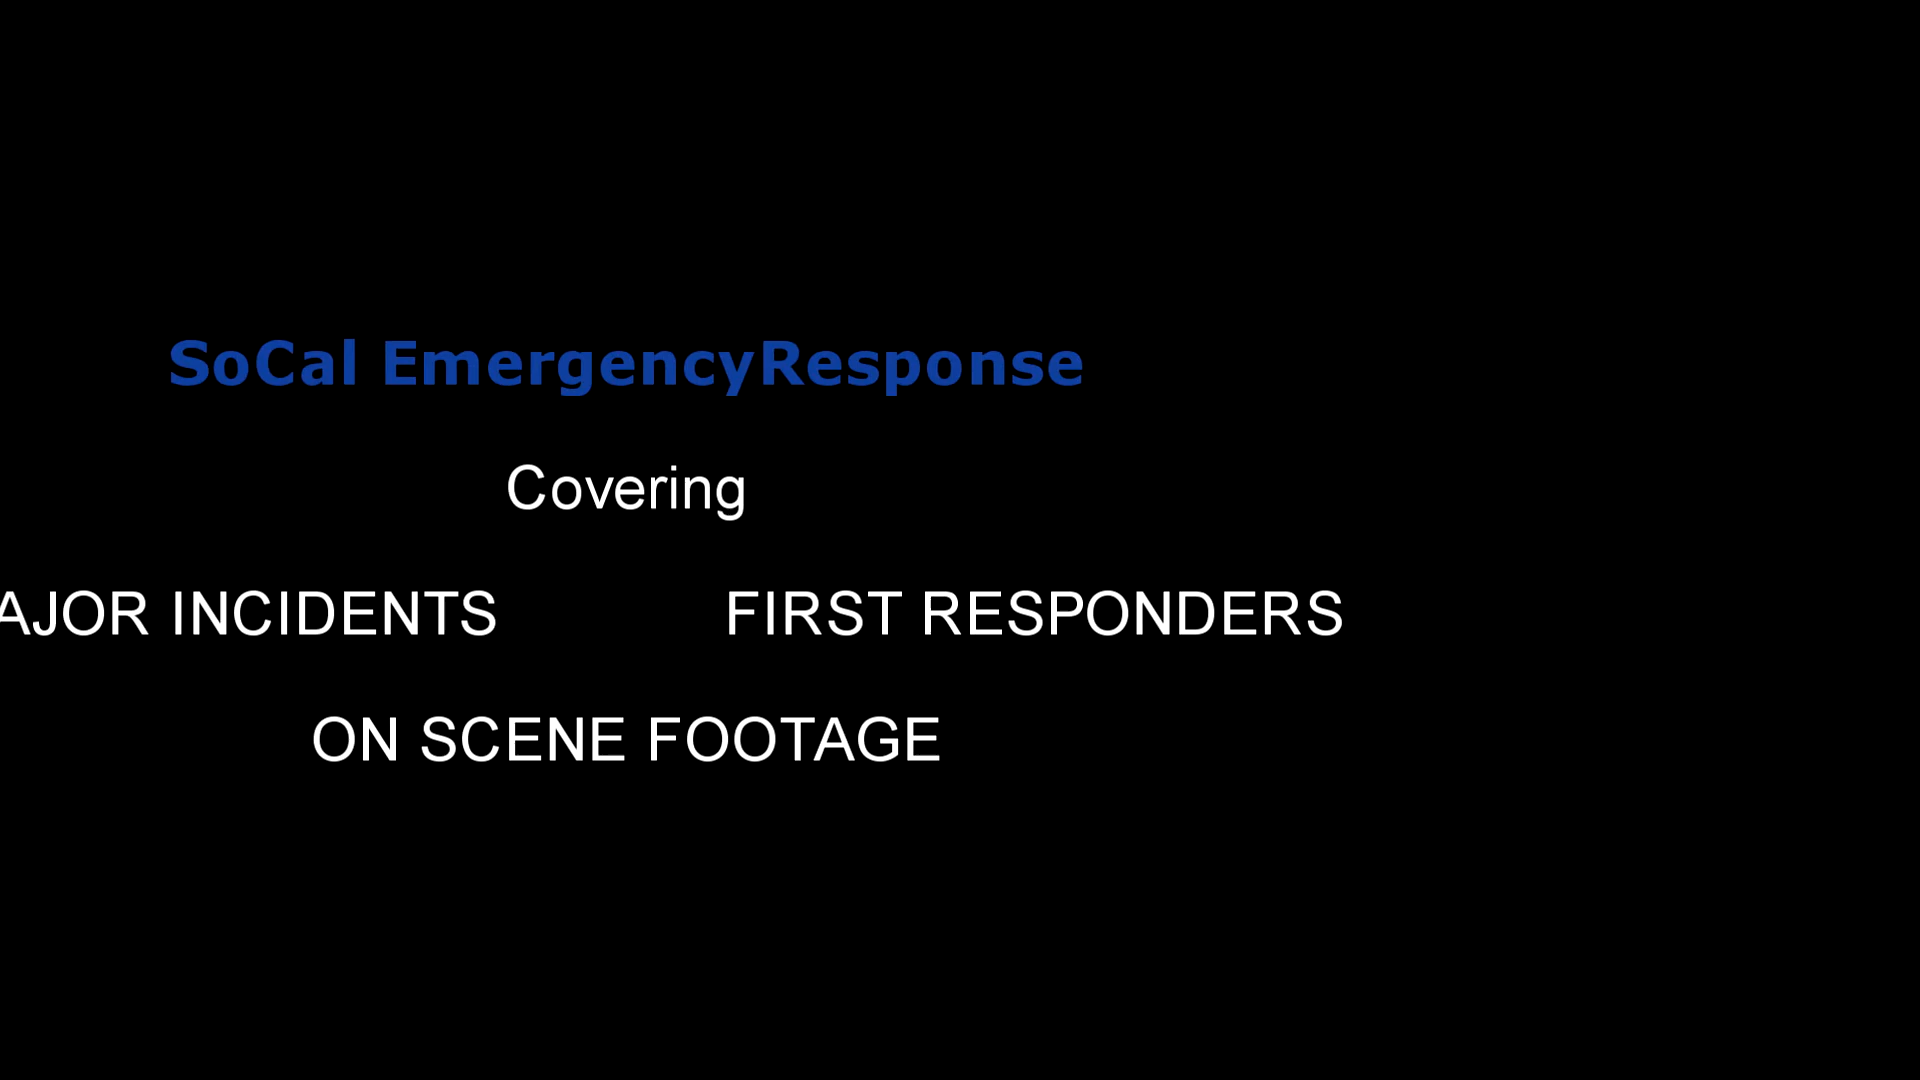 SoCal EmergencyResponse
Covering
AJOR INCIDENTS FIRST RESPONDERS
ON SCENE FOOTAGE